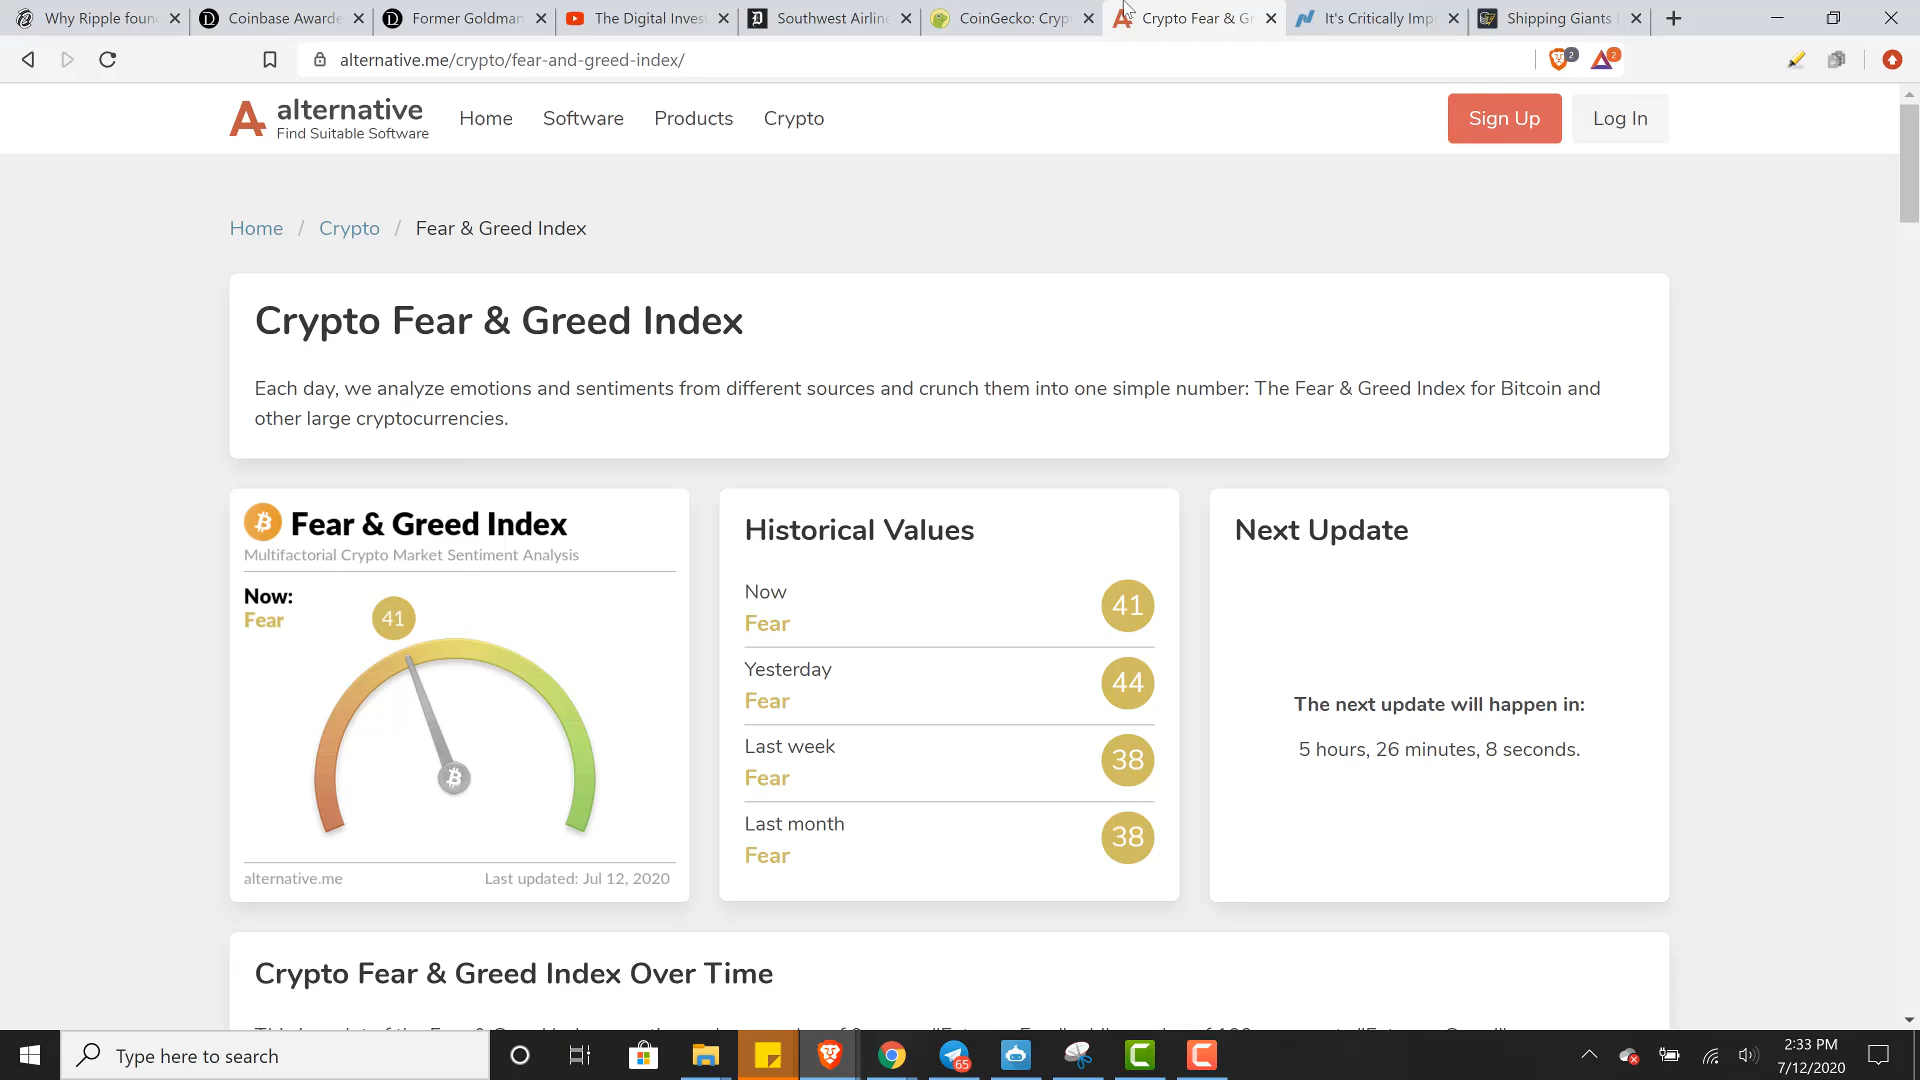 Why Ripple foun
Coinbase Awarde
Former Goldman
The Digital Inves
Southwest Airline
CoinGecko: Cryp
Crypto Fear & Gr
It's Critically Imp
Shipping Giants
alternative.me/crypto/fear-and-greed-index/
2
2
alternative
Find Suitable Software
Home
Software
Products
Crypto
Sign Up
Log In
Home / Crypto / Fear & Greed Index
Crypto Fear & Greed Index
Each day, we analyze emotions and sentiments from different sources and crunch them into one simple number: The Fear & Greed Index for Bitcoin and
other large cryptocurrencies.
Fear & Greed Index
Multifactorial Crypto Market Sentiment Analysis
Now:
Fear
41
alternative.me
Last updated: Jul 12, 2020
Historical Values
Now
Fear
41
Yesterday
Fear
44
Last week
Fear
38
Last month
Fear
38
Next Update
The next update will happen in:
5 hours, 26 minutes, 8 seconds.
Crypto Fear & Greed Index Over Time
Type here to search
65
2:33 PM
7/12/2020